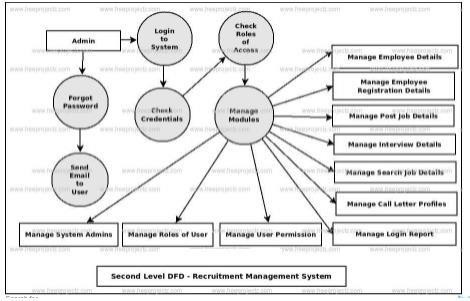 Admin
Login
to
System
Check
Roles
of
Access
Forgot
Password
Check
Credentials
Manage
Modules
Send
Email
to
User
Manage Employee Details
Manage Employee
Registration Details
Manage Post Job Details
Manage Interview Details
Manage Search Job Details
Manage Call Letter Profiles
Manage Login Report
Manage System Admins
Manage Roles of User
Manage User Permission
Second Level DFD - Recruitment Management System